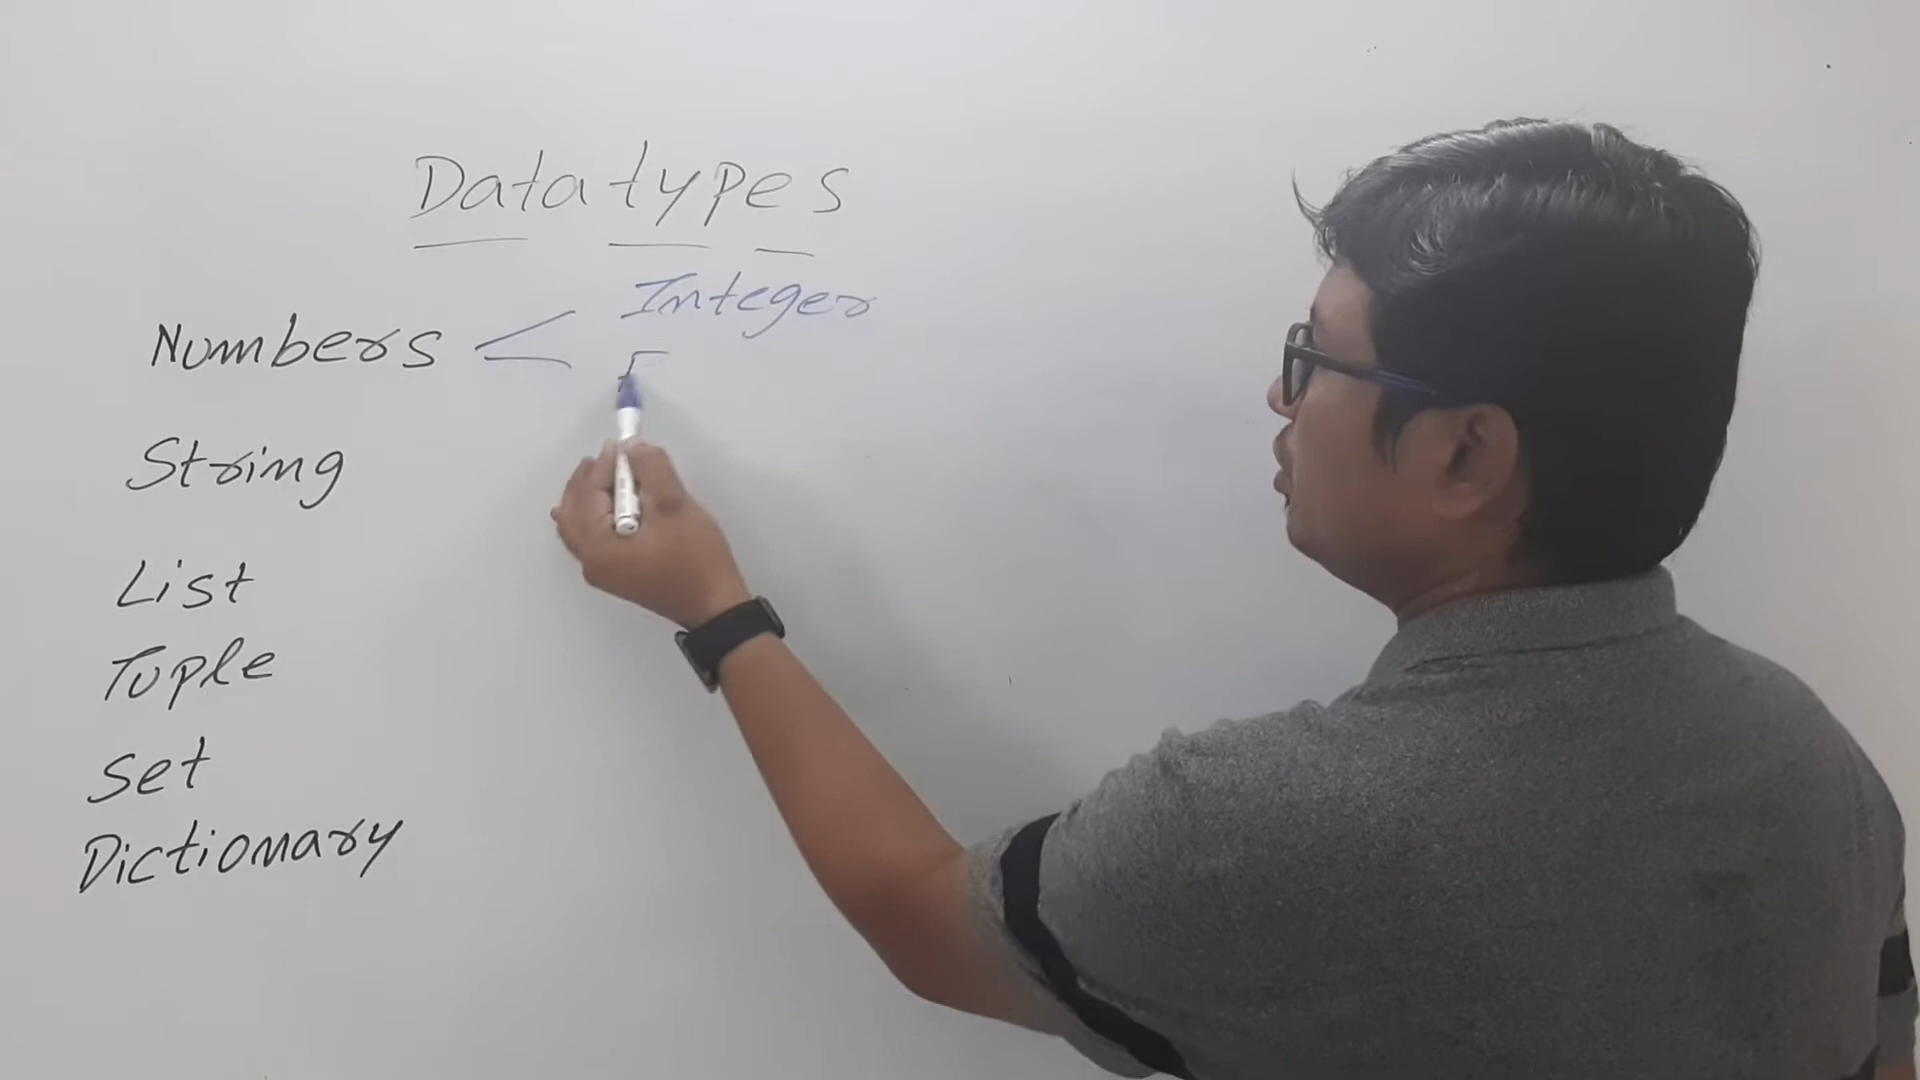 Datatypes
Integer
Numbers <
String
List
Tuple
Set
Dictionary